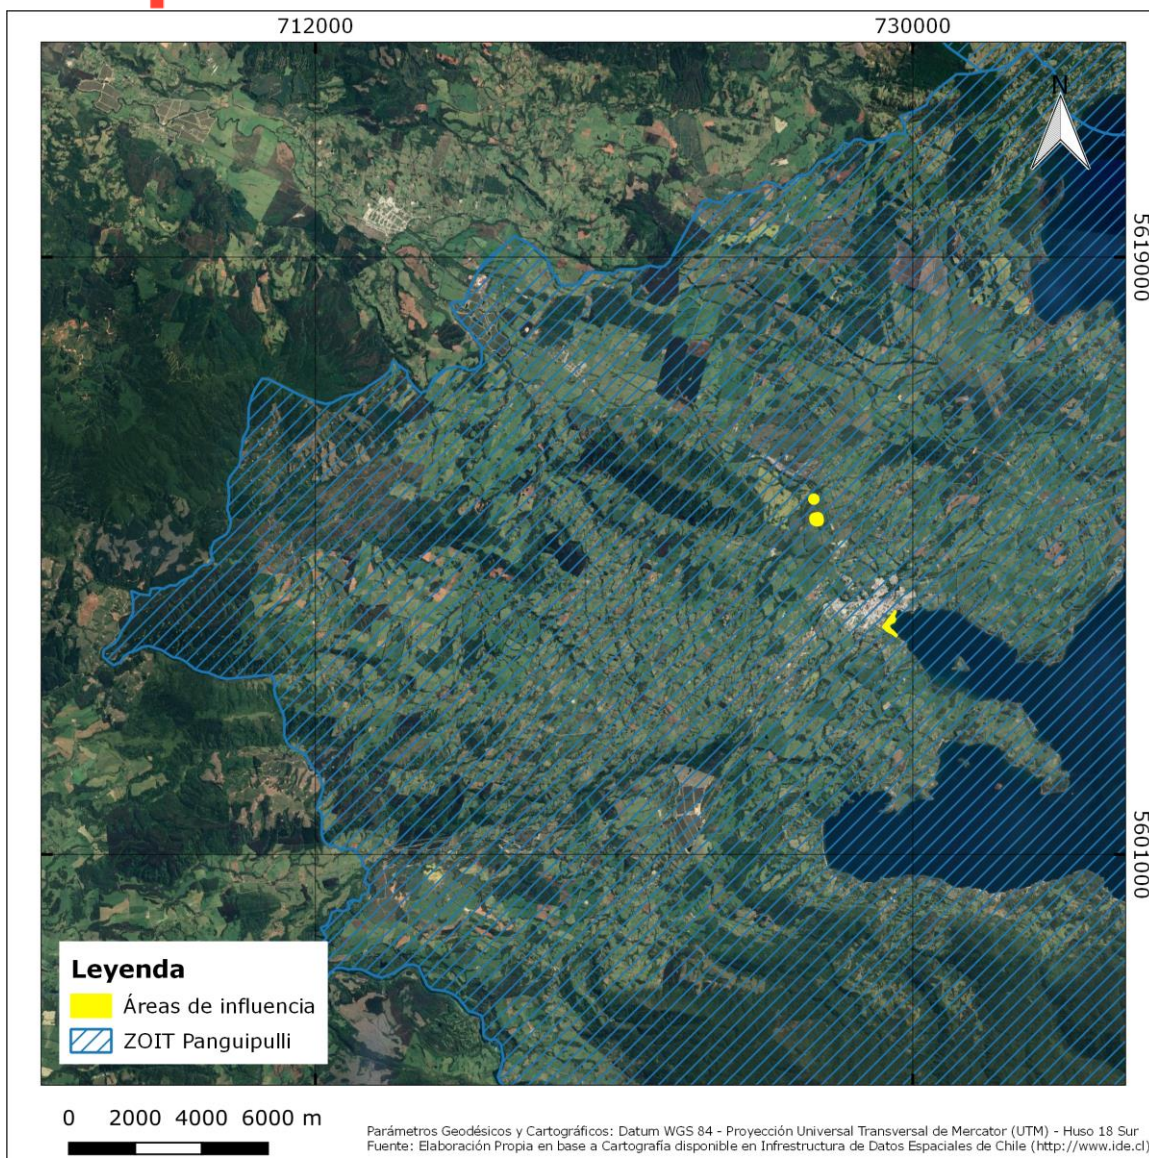 712000
730000
N
5619000
5601000
Leyenda
Áreas de influencia
ZOIT Panguipulli
0 2000 4000 6000 m
Parámetros Geodésicos y Cartográficos: Datum WGS 84 - Proyección Universal Transversal de Mercator (UTM) - Huso 18 Sur
Fuente: Elaboración Propia en base a Cartografía disponible en Infrestructura de Datos Espaciales de Chile (http://www.ide.cl)